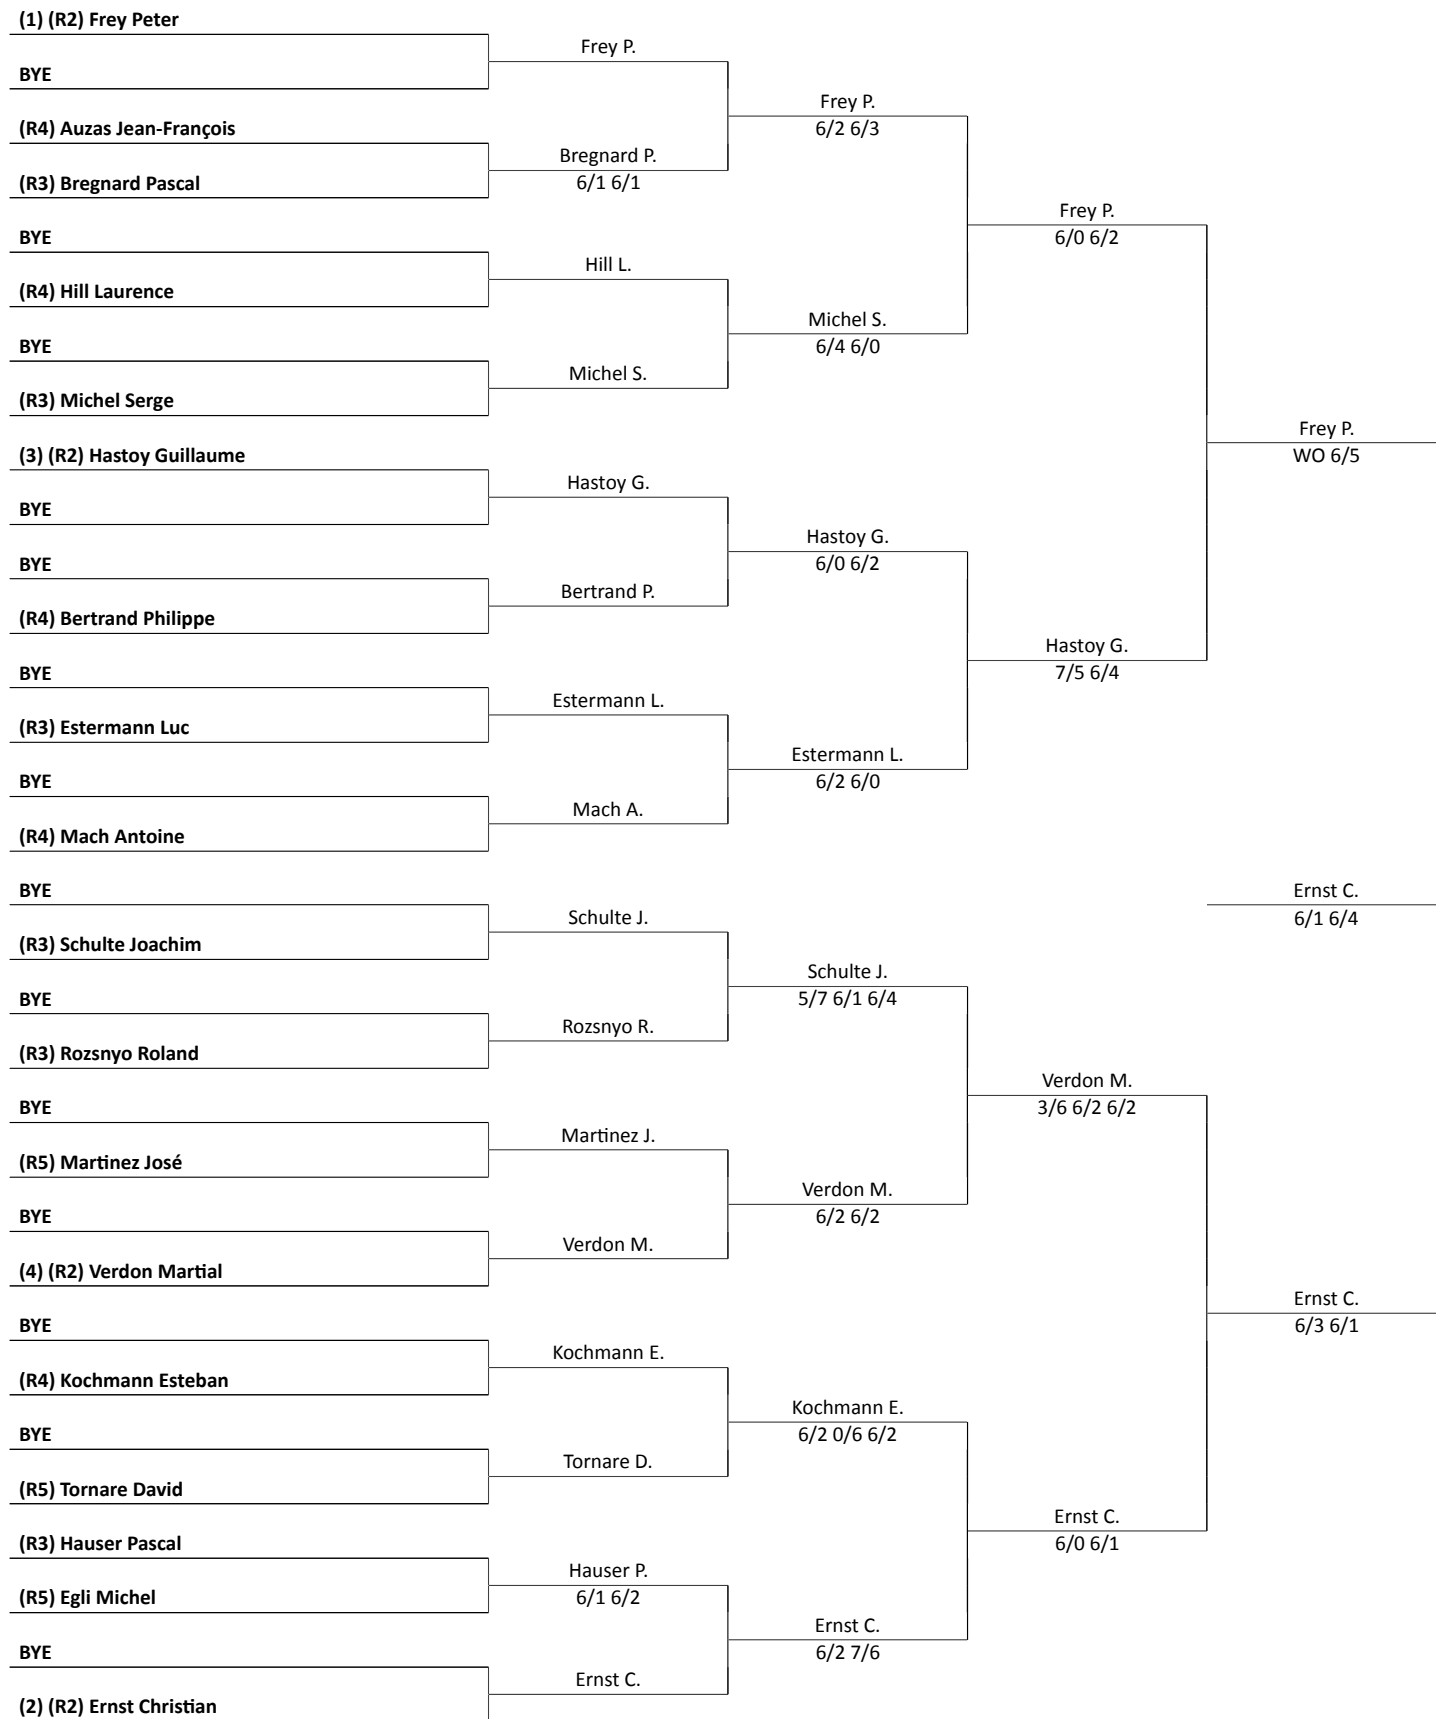 (1) (R2) Frey Peter
Frey P.
BYE
Frey P.
6/2 6/3
(R4) Auzas Jean-François
Bregnard P.
6/1 6/1
(R3) Bregnard Pascal
Frey P.
6/0 6/2
BYE
Hill L.
(R4) Hill Laurence
Michel S.
6/4 6/0
BYE
Michel S.
(R3) Michel Serge
Frey P.
WO 6/5
(3) (R2) Hastoy Guillaume
Hastoy G.
BYE
Hastoy G.
6/0 6/2
BYE
Bertrand P.
(R4) Bertrand Philippe
Hastoy G.
7/5 6/4
BYE
Estermann L.
(R3) Estermann Luc
Estermann L.
6/2 6/0
BYE
Mach A.
(R4) Mach Antoine
BYE
Ernst C.
6/1 6/4
Schulte J.
(R3) Schulte Joachim
Schulte J.
5/7 6/1 6/4
BYE
Rozsnyo R.
(R3) Rozsnyo Roland
Verdon M.
3/6 6/2 6/2
BYE
Martinez J.
(R5) Martinez José
Verdon M.
6/2 6/2
BYE
Verdon M.
(4) (R2) Verdon Martial
Ernst C.
6/3 6/1
BYE
Kochmann E.
(R4) Kochmann Esteban
Kochmann E.
6/2 0/6 6/2
BYE
Tornare D.
(R5) Tornare David
Ernst C.
6/0 6/1
(R3) Hauser Pascal
Hauser P.
6/1 6/2
(R5) Egli Michel
Ernst C.
6/2 7/6
BYE
Ernst C.
(2) (R2) Ernst Christian